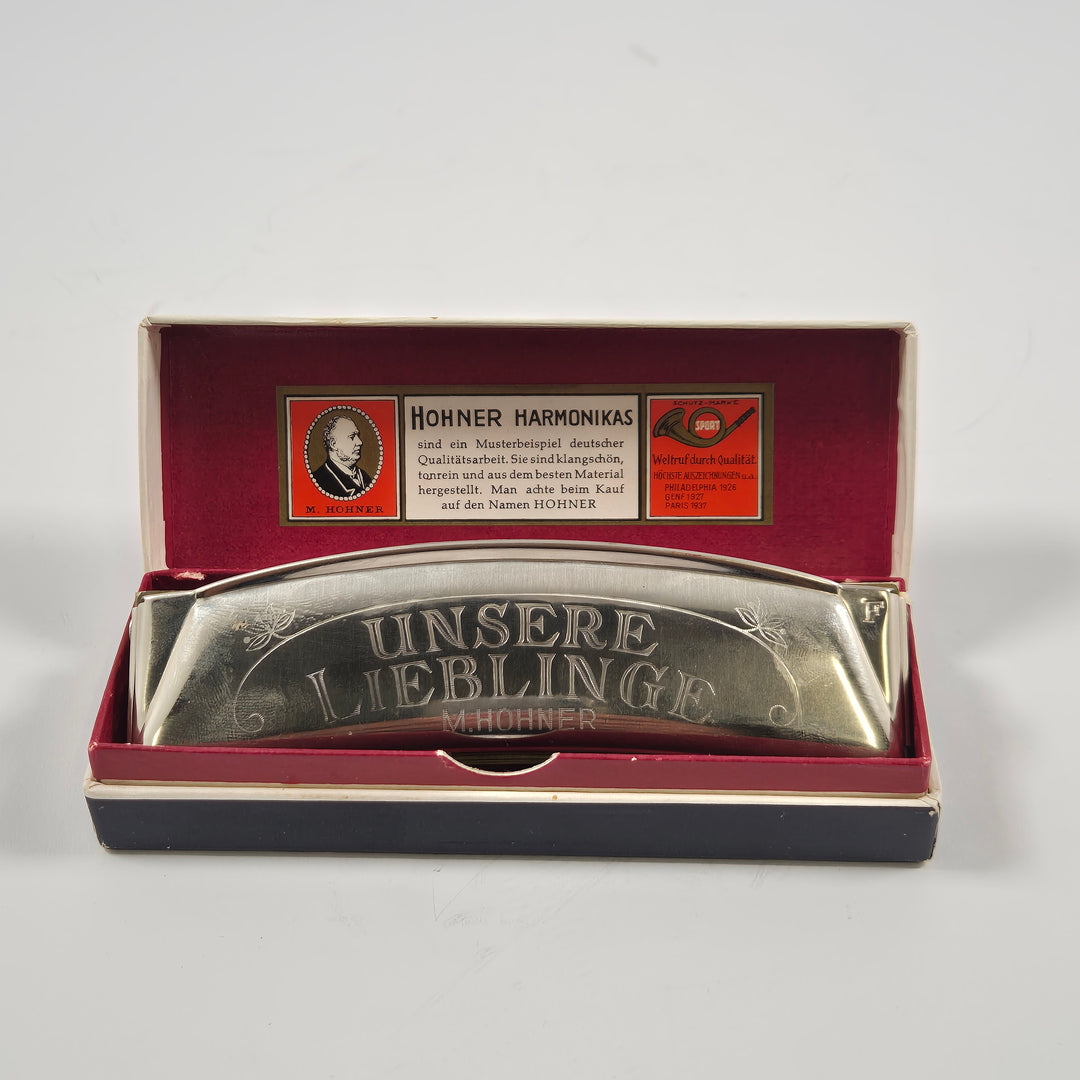 M. HOHNER
HOHNER HARMONIKAS
sind ein Musterbeispiel deutscher
Qualitätsarbeit. Sie sind klangschön,
tonrein und aus dem besten Material
hergestellt. Man achte beim Kauf
auf den Namen HOHNER
SCHUTZ-MARKE
SPORT
Weltruf durch Qualität.
HÖCHSTE AUSZEICHNUNGEN u.a.
PHILADELPHIA 1926
GENF 1927
PARIS 1937
UNSERE
LIEBLINGE
M. HOHNER
F